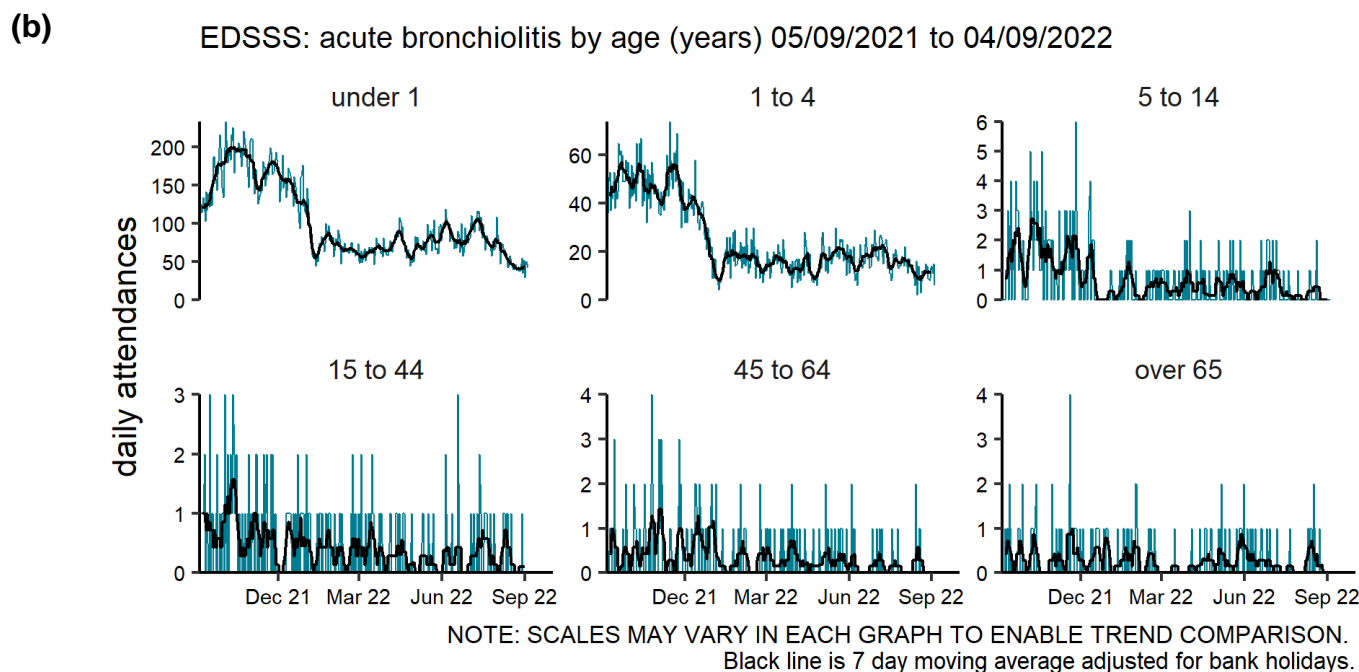 (b)
EDSSS: acute bronchiolitis by age (years) 05/09/2021 to 04/09/2022
under 1
1 to 4
5 to 14
200
150
100
50
0
60
40
20
0
6
5
4
3
2
1
0
daily attendances
15 to 44
45 to 64
over 65
3
2
1
0
4
3
2
1
0
4
3
2
1
0
Dec 21 Mar 22 Jun 22 Sep 22
Dec 21 Mar 22 Jun 22 Sep 22
Dec 21 Mar 22 Jun 22 Sep 22
NOTE: SCALES MAY VARY IN EACH GRAPH TO ENABLE TREND COMPARISON.
Black line is 7 day moving average adjusted for bank holidays.